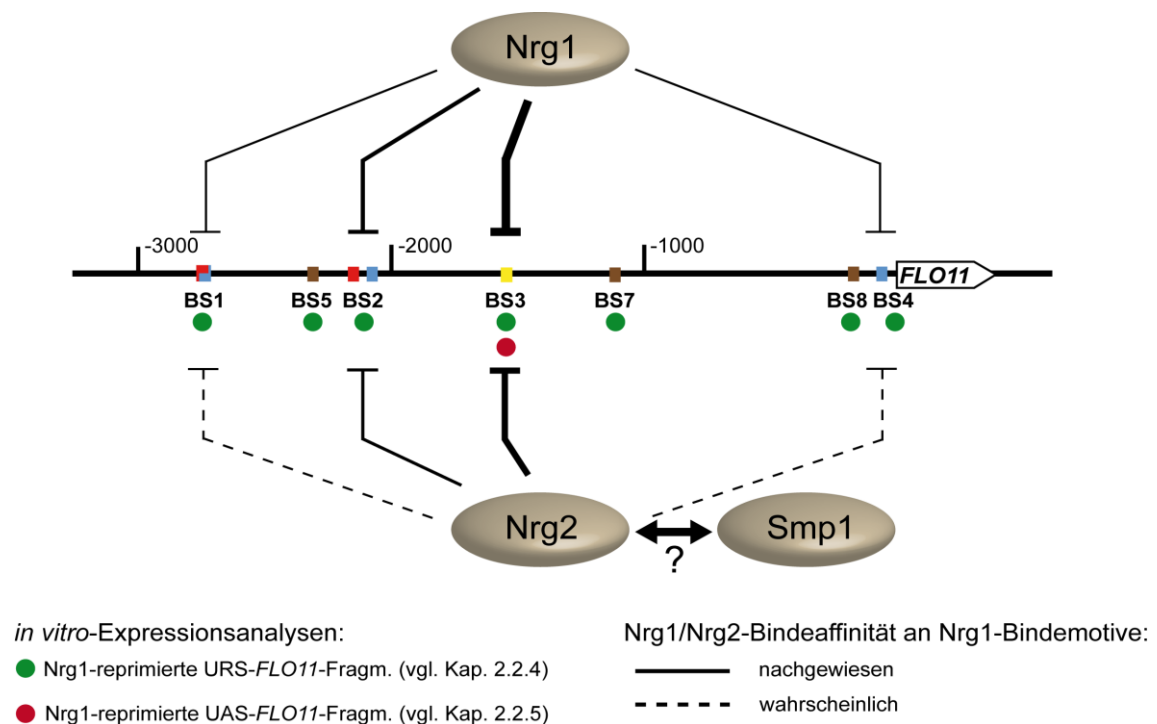 Nrg1
-3000
-2000
-1000
FLO11
BS1
BS5
BS2
BS3
BS7
BS8
BS4
Nrg2
Smp1
?
in vitro-Expressionsanalysen:
Nrg1-reprimierte URS-FLO11-Fragm. (vgl. Kap. 2.2.4)
Nrg1-reprimierte UAS-FLO11-Fragm. (vgl. Kap. 2.2.5)
Nrg1/Nrg2-Bindeaffinität an Nrg1-Bindemotive:
nachgewiesen
wahrscheinlich